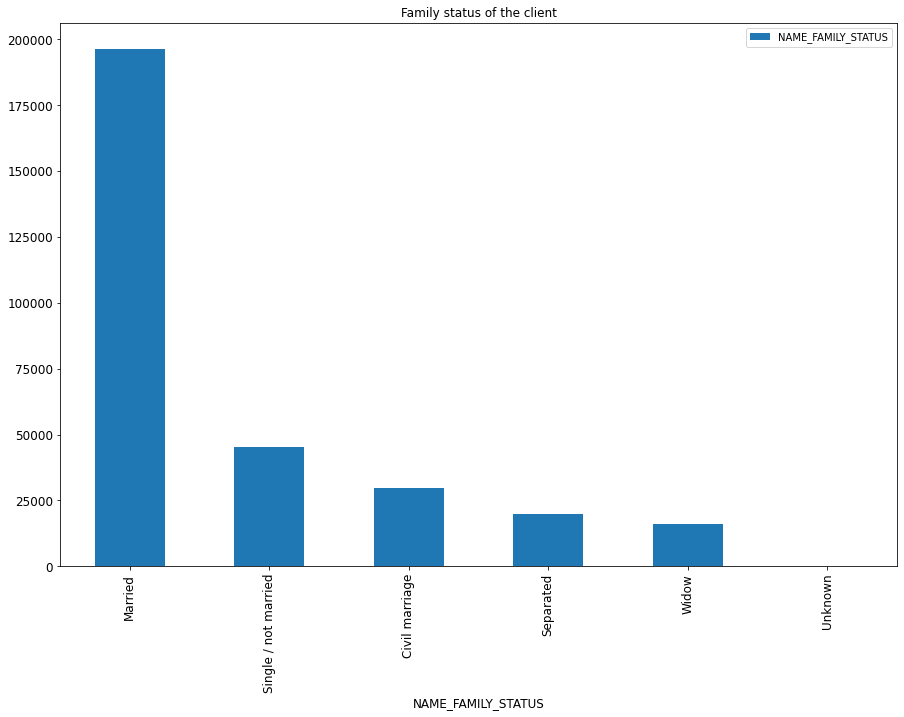 Family status of the client
NAME_FAMILY_STATUS
200000
175000
150000
125000
100000
75000
50000
25000
0
Married
Single / not married
Civil marriage
Separated
Widow
Unknown
NAME_FAMILY_STATUS